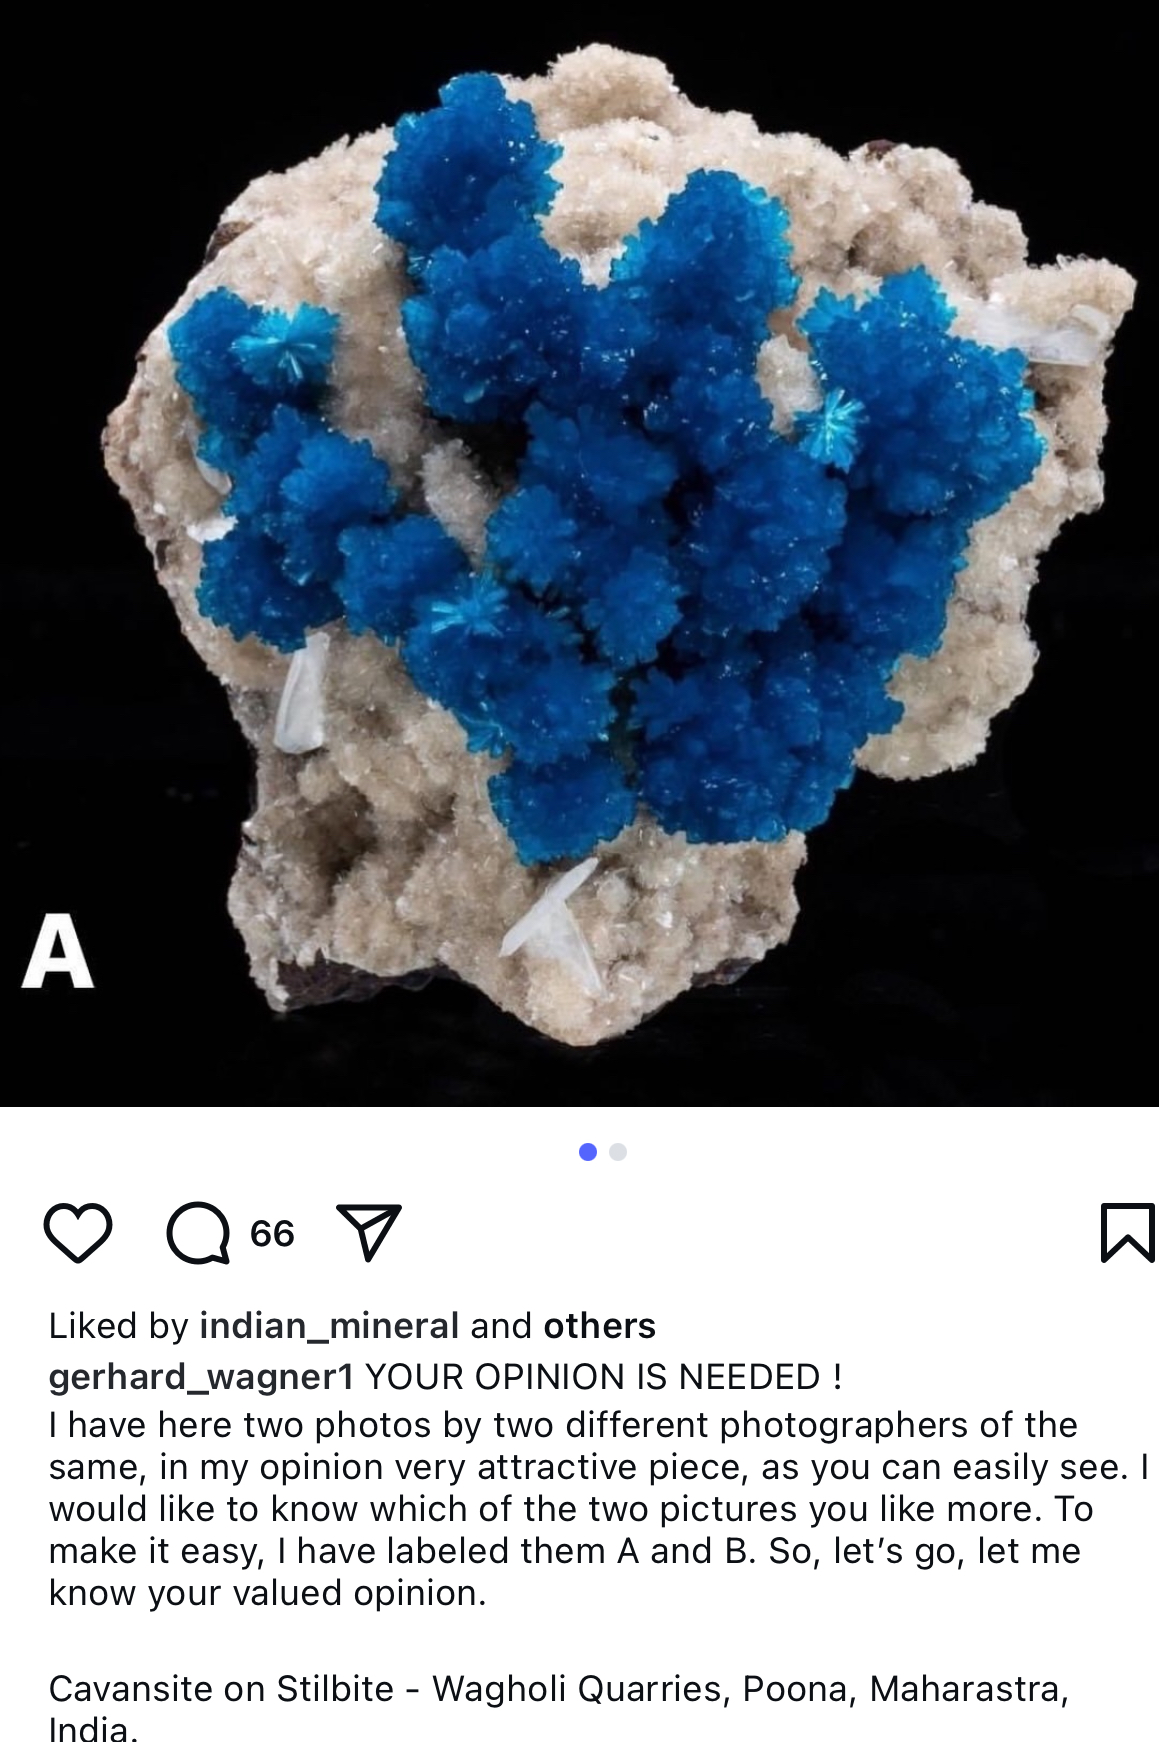 A
66
Liked by indian_mineral and others
gerhard_wagner1 YOUR OPINION IS NEEDED !
I have here two photos by two different photographers of the
same, in my opinion very attractive piece, as you can easily see. I
would like to know which of the two pictures you like more. To
make it easy, I have labeled them A and B. So, let’s go, let me
know your valued opinion.
Cavansite on Stilbite - Wagholi Quarries, Poona, Maharastra,
India.